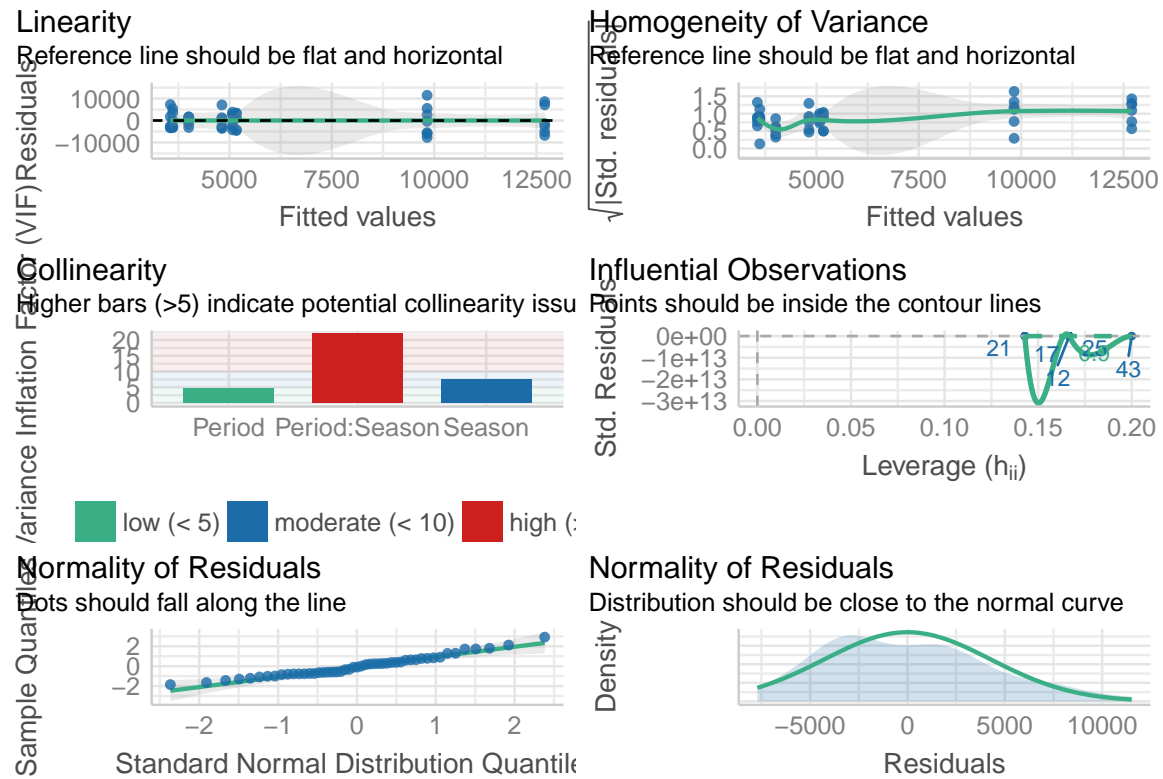 Linearity
Reference line should be flat and horizontal
Residuals
10000
0
−10000
5000 7500 10000 12500
Fitted values
Homogeneity of Variance
Reference line should be flat and horizontal
√|Std. residuals|
1.5
1.0
0.5
0.0
5000 7500 10000 12500
Fitted values
Collinearity
Higher bars (>5) indicate potential collinearity issu
Variance Inflation Factor (VIF)
20
15
10
5
0
Period Period:Season Season
low (< 5) moderate (< 10) high (>
Influential Observations
Points should be inside the contour lines
Std. Residuals
0e+00
−1e+13
−2e+13
−3e+13
21
17
12
25
0.9
43
0.00 0.05 0.10 0.15 0.20
Leverage (hii)
Normality of Residuals
Dots should fall along the line
Sample Quantiles
2
0
−2
−2 −1 0 1 2
Standard Normal Distribution Quantile
Normality of Residuals
Distribution should be close to the normal curve
Density
−5000 0 5000 10000
Residuals